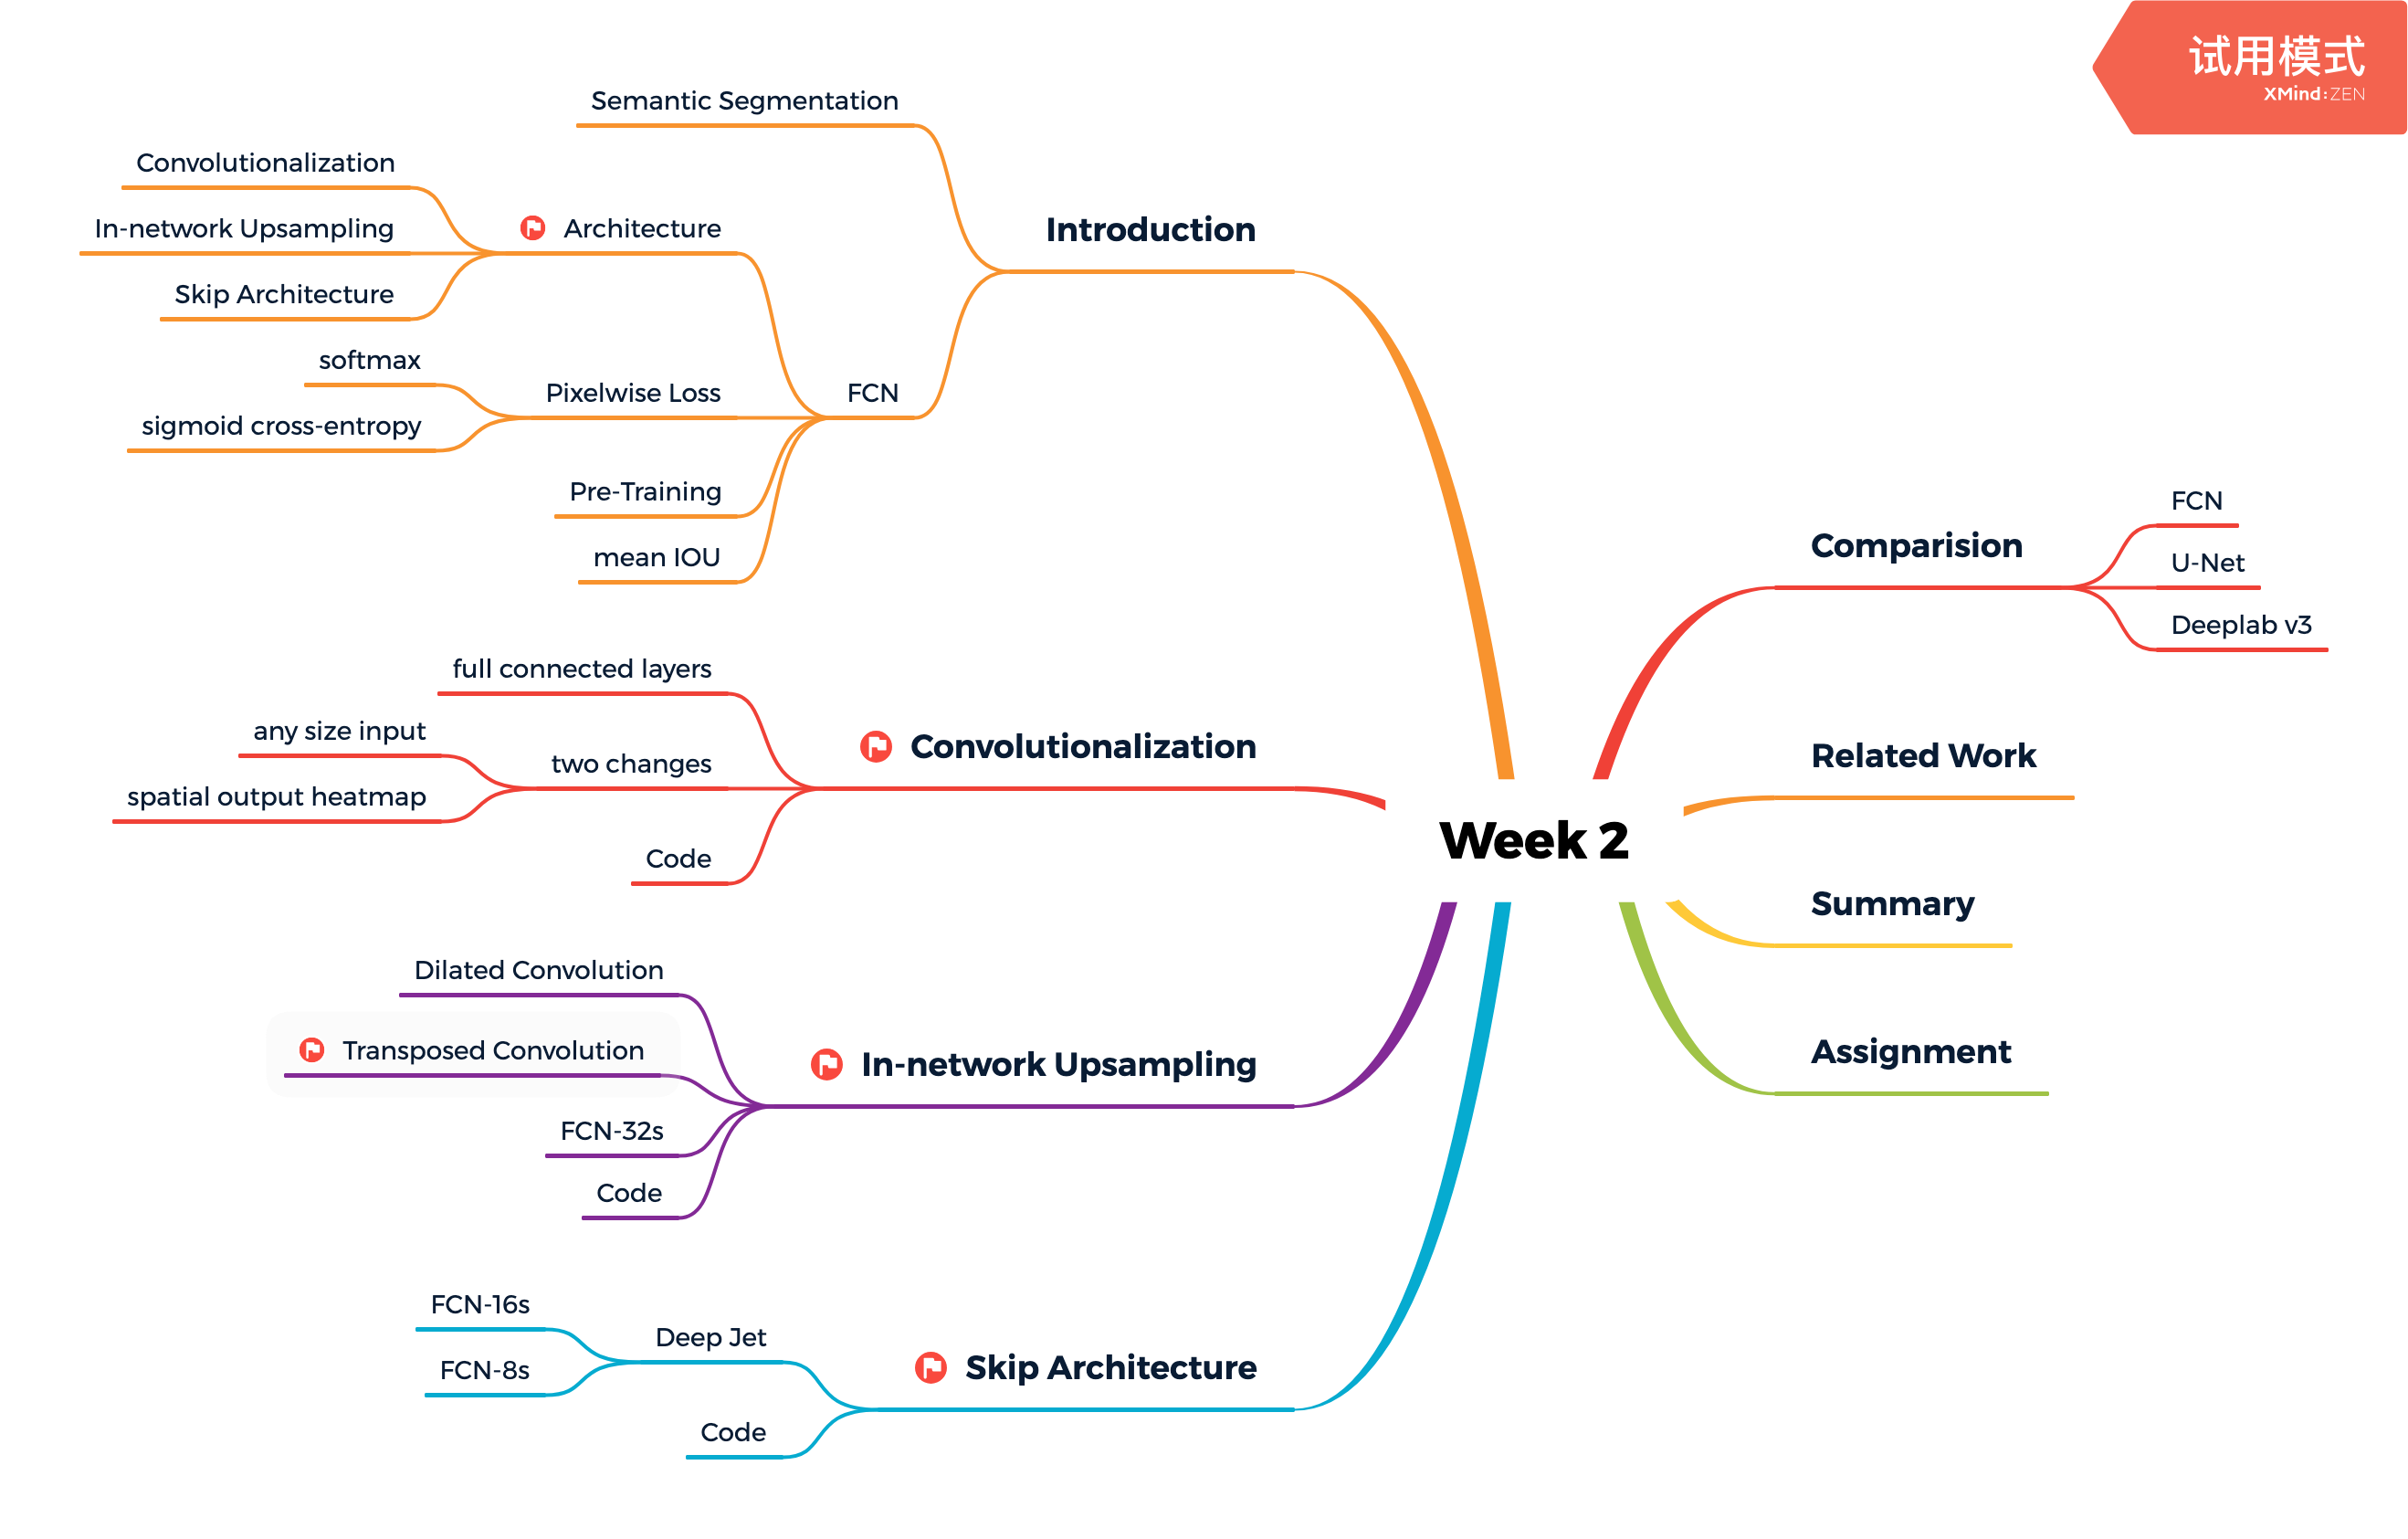 试用模式
XMind:ZEN
Semantic Segmentation
Convolutionalization
In-network Upsampling
Architecture
Introduction
Skip Architecture
softmax
Pixelwise Loss
FCN
sigmoid cross-entropy
Pre-Training
mean IOU
full connected layers
any size input
two changes
Convolutionalization
spatial output heatmap
Code
Week 2
Dilated Convolution
Transposed Convolution
In-network Upsampling
FCN-32s
Code
FCN-16s
Deep Jet
FCN-8s
Skip Architecture
Code
FCN
Comparision
U-Net
Deeplab v3
Related Work
Summary
Assignment